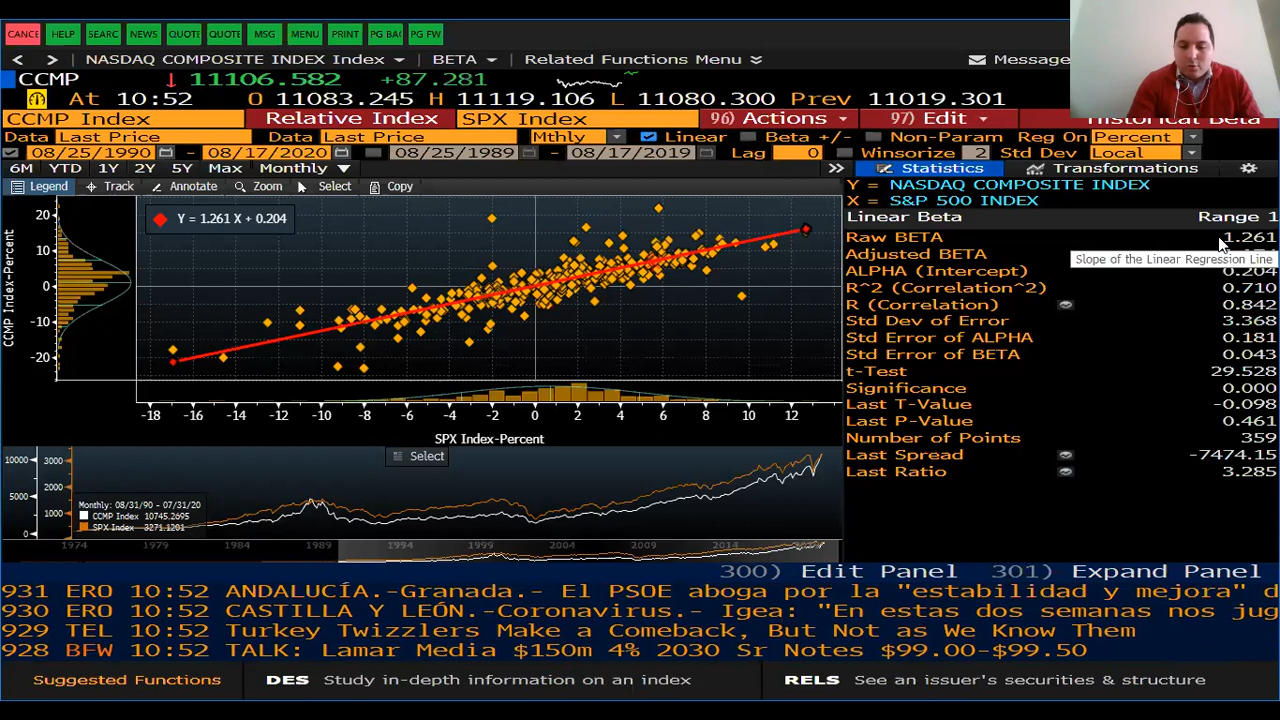 CANCE HELP SEARC NEWS QUOTE QUOTE MSG MENU PRINT PG BAC PG FW
< > NASDAQ COMPOSITE INDEX Index BETA Related Functions Menu Message
CCMP 11106.582 +87.281
At 10:52 O 11083.245 H 11119.106 L 11080.300 Prev 11019.301
CCMP Index Relative Index SPX Index 96) Actions 97) Edit Historical Beta
Data Last Price Data Last Price Mthly Linear Beta +/- Non-Param Reg On Percent
08/25/1990 - 08/17/2020 08/25/1989 - 08/17/2019 Lag 0 Winsorize 2 Std Dev Local
6M YTD 1Y 2Y 5Y Max Monthly Statistics Transformations
Legend Track Annotate Zoom Select Copy
Y = NASDAQ COMPOSITE INDEX
X = S&P 500 INDEX
Linear Beta Range 1
Raw BETA 1.261
Adjusted BETA
Slope of the Linear Regression Line
ALPHA (Intercept) 0.204
R^2 (Correlation^2) 0.710
R (Correlation) 0.842
Std Dev of Error 3.368
Std Error of ALPHA 0.181
Std Error of BETA 0.043
t-Test 29.528
Significance 0.000
Last T-Value -0.098
Last P-Value 0.461
Number of Points 359
Last Spread -7474.15
Last Ratio 3.285
Y = 1.261 X + 0.204
CCMP Index-Percent
20
10
0
-10
-20
-18 -16 -14 -12 -10 -8 -6 -4 -2 0 2 4 6 8 10 12
SPX Index-Percent
Select
10000 3000
2000
5000 1000
0
Monthly: 08/31/90 - 07/31/20
CCMP Index 10745.2695
SPX Index 3271.1201
1974 1979 1984 1989 1994 1999 2004 2009 2014
300) Edit Panel 301) Expand Panel
931 ERO 10:52 ANDALUCÍA.-Granada.- El PSOE aboga por la "estabilidad y mejora" d
930 ERO 10:52 CASTILLA Y LEÓN.-Coronavirus.- Igea: "En estas dos semanas nos jug
929 TEL 10:52 Turkey Twizzlers Make a Comeback, But Not as We Know Them
928 BFW 10:52 TALK: Lamar Media $150m 4% 2030 Sr Notes $99.00-$99.50
Suggested Functions DES Study in-depth information on an index RELS See an issuer's securities & structure